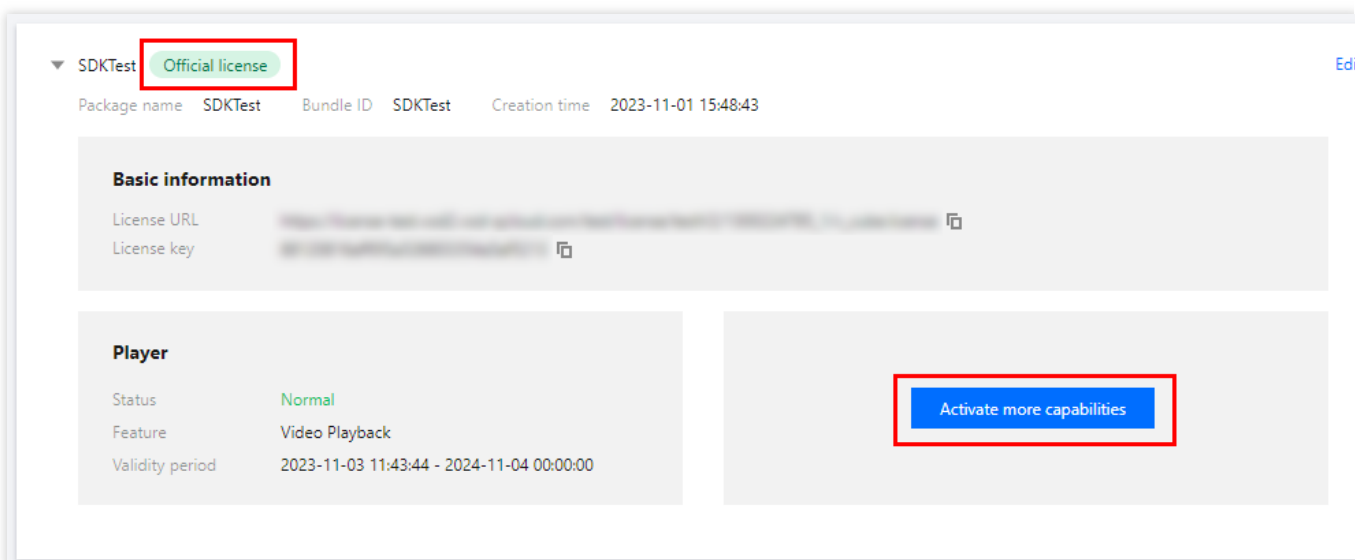 SDKTest Official license
Package name SDKTest Bundle ID SDKTest Creation time 2023-11-01 15:48:43
Basic information
License URL
License key
Player
Status Normal
Feature Video Playback
Validity period 2023-11-03 11:43:44 - 2024-11-04 00:00:00
Activate more capabilities